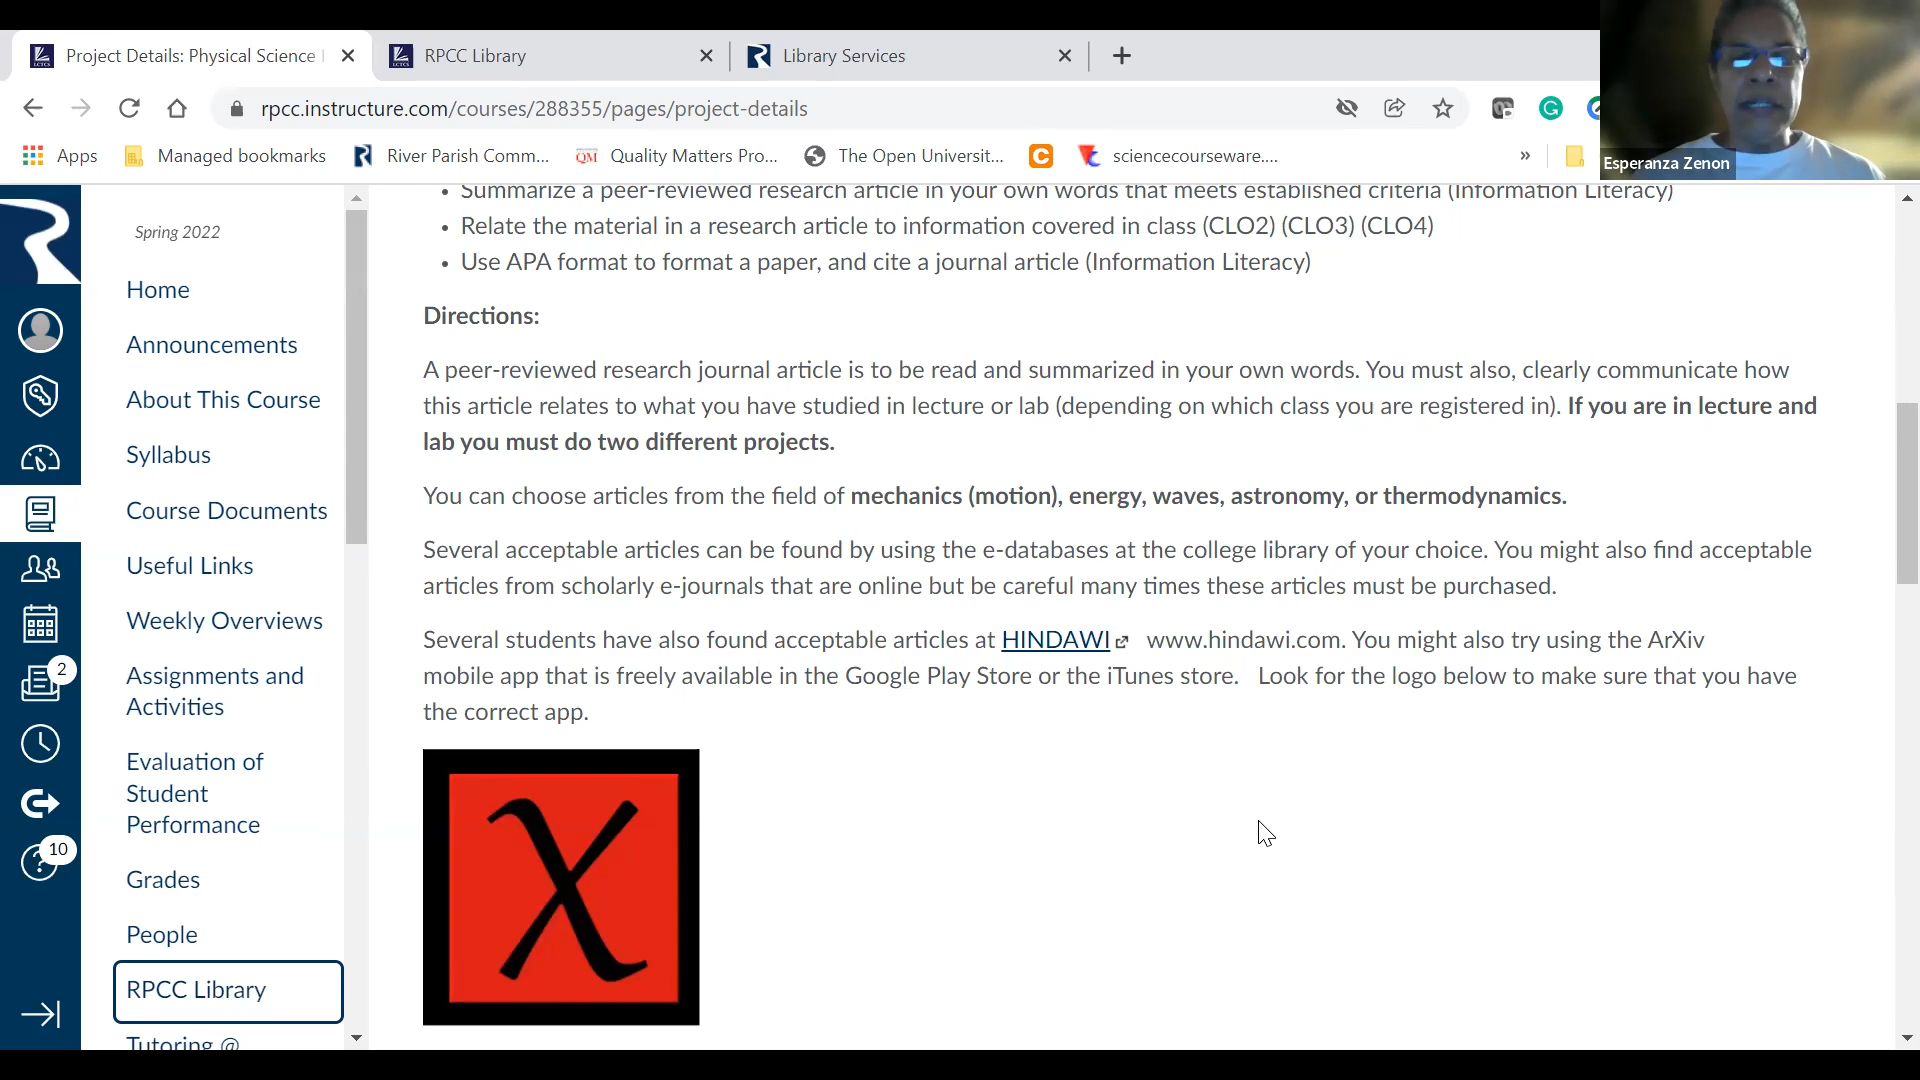 Project Details: Physical Science
RPCC Library
Library Services
rpcc.instructure.com/courses/288355/pages/project-details
Apps
Managed bookmarks
River Parish Comm...
QM
Quality Matters Pro...
The Open Universit...
C
sciencecourseware....
»
Esperanza Zenon
LCTCS
LCTCS
G
Spring 2022
Home
Announcements
About This Course
Syllabus
Course Documents
Useful Links
Weekly Overviews
Assignments and
Activities
Evaluation of
Student
Performance
Grades
People
RPCC Library
Tutoring @
2
10
• Summarize a peer-reviewed research article in your own words that meets established criteria (Information Literacy)
• Relate the material in a research article to information covered in class (CLO2) (CLO3) (CLO4)
• Use APA format to format a paper, and cite a journal article (Information Literacy)
Directions:
A peer-reviewed research journal article is to be read and summarized in your own words. You must also, clearly communicate how
this article relates to what you have studied in lecture or lab (depending on which class you are registered in). If you are in lecture and
lab you must do two different projects.
You can choose articles from the field of mechanics (motion), energy, waves, astronomy, or thermodynamics.
Several acceptable articles can be found by using the e-databases at the college library of your choice. You might also find acceptable
articles from scholarly e-journals that are online but be careful many times these articles must be purchased.
Several students have also found acceptable articles at HINDAWI www.hindawi.com. You might also try using the ArXiv
mobile app that is freely available in the Google Play Store or the iTunes store. Look for the logo below to make sure that you have
the correct app.
X